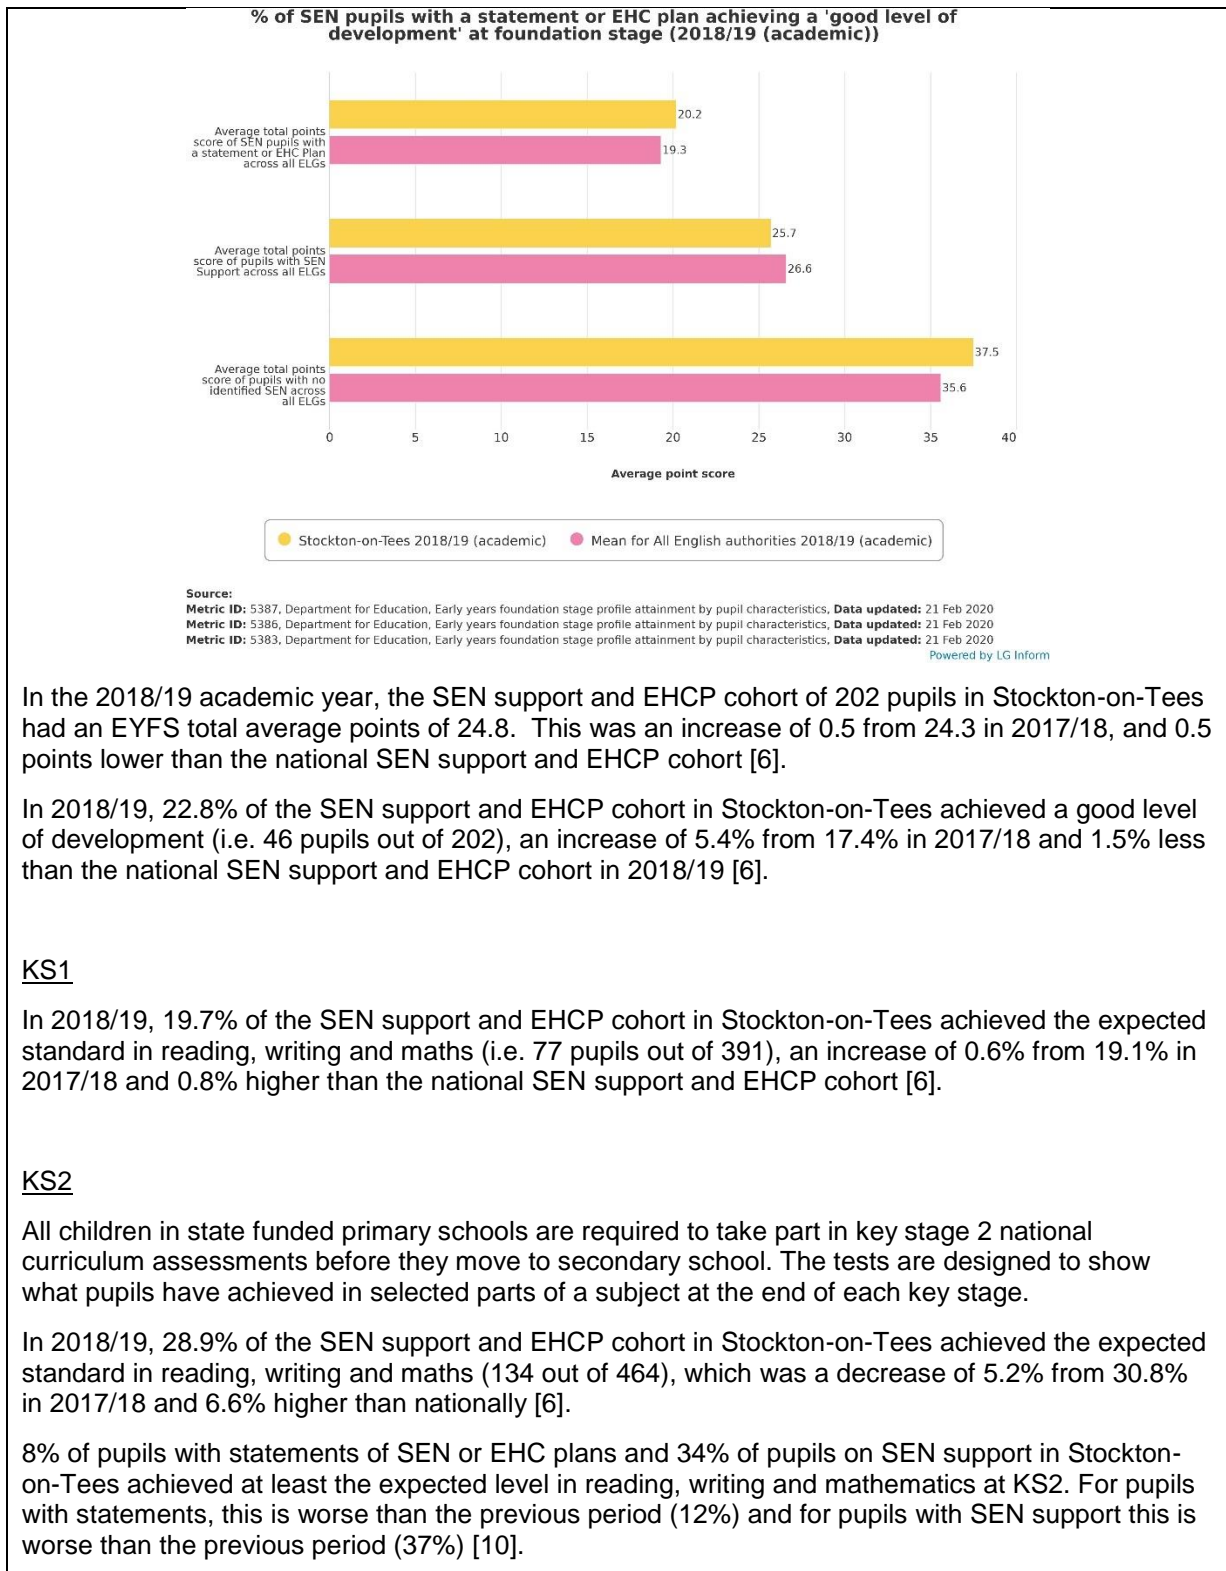 % of SEN pupils with a statement or EHC plan achieving a 'good level of
development' at foundation stage (2018/19 (academic))
Average total points
score of SEN pupils with
a statement or EHC Plan
across all ELGs
20.2
19.3
Average total points
score of pupils with SEN
Support across all ELGs
25.7
26.6
Average total points
score of pupils with no
identified SEN across
all ELGs
37.5
35.6
0 5 10 15 20 25 30 35 40
Average point score
Stockton-on-Tees 2018/19 (academic) Mean for All English authorities 2018/19 (academic)
Source:
Metric ID: 5387, Department for Education, Early years foundation stage profile attainment by pupil characteristics, Data updated: 21 Feb 2020
Metric ID: 5386, Department for Education, Early years foundation stage profile attainment by pupil characteristics, Data updated: 21 Feb 2020
Metric ID: 5383, Department for Education, Early years foundation stage profile attainment by pupil characteristics, Data updated: 21 Feb 2020
Powered by LG Inform
In the 2018/19 academic year, the SEN support and EHCP cohort of 202 pupils in Stockton-on-Tees
had an EYFS total average points of 24.8. This was an increase of 0.5 from 24.3 in 2017/18, and 0.5
points lower than the national SEN support and EHCP cohort [6].
In 2018/19, 22.8% of the SEN support and EHCP cohort in Stockton-on-Tees achieved a good level
of development (i.e. 46 pupils out of 202), an increase of 5.4% from 17.4% in 2017/18 and 1.5% less
than the national SEN support and EHCP cohort in 2018/19 [6].
KS1
In 2018/19, 19.7% of the SEN support and EHCP cohort in Stockton-on-Tees achieved the expected
standard in reading, writing and maths (i.e. 77 pupils out of 391), an increase of 0.6% from 19.1% in
2017/18 and 0.8% higher than the national SEN support and EHCP cohort [6].
KS2
All children in state funded primary schools are required to take part in key stage 2 national
curriculum assessments before they move to secondary school. The tests are designed to show
what pupils have achieved in selected parts of a subject at the end of each key stage.
In 2018/19, 28.9% of the SEN support and EHCP cohort in Stockton-on-Tees achieved the expected
standard in reading, writing and maths (134 out of 464), which was a decrease of 5.2% from 30.8%
in 2017/18 and 6.6% higher than nationally [6].
8% of pupils with statements of SEN or EHC plans and 34% of pupils on SEN support in Stockton-
on-Tees achieved at least the expected level in reading, writing and mathematics at KS2. For pupils
with statements, this is worse than the previous period (12%) and for pupils with SEN support this is
worse than the previous period (37%) [10].